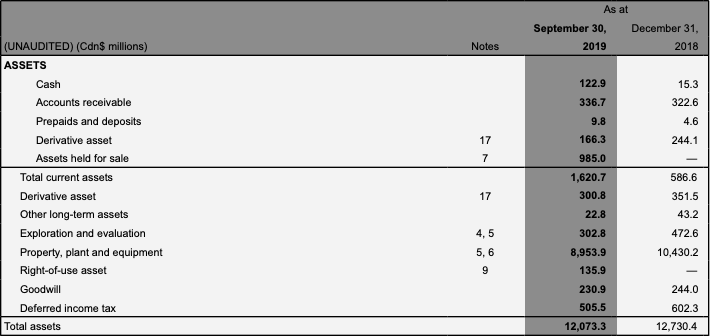 As at
September 30, December 31,
(UNAUDITED) (Cdn$ millions) Notes 2019 2018
ASSETS
Cash 122.9 15.3
Accounts receivable 336.7 322.6
Prepaids and deposits 9.8 4.6
Derivative asset 17 166.3 244.1
Assets held for sale 7 985.0 —
Total current assets 1,620.7 586.6
Derivative asset 17 300.8 351.5
Other long-term assets 22.8 43.2
Exploration and evaluation 4, 5 302.8 472.6
Property, plant and equipment 5, 6 8,953.9 10,430.2
Right-of-use asset 9 135.9 —
Goodwill 230.9 244.0
Deferred income tax 505.5 602.3
Total assets 12,073.3 12,730.4